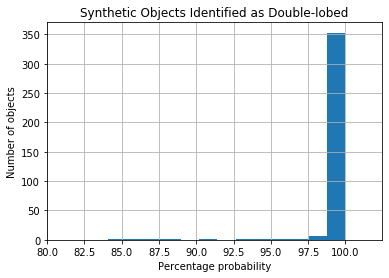 Synthetic Objects Identified as Double-lobed
350
300
250
200
150
100
50
0
Number of objects
80.0 82.5 85.0 87.5 90.0 92.5 95.0 97.5 100.0
Percentage probability